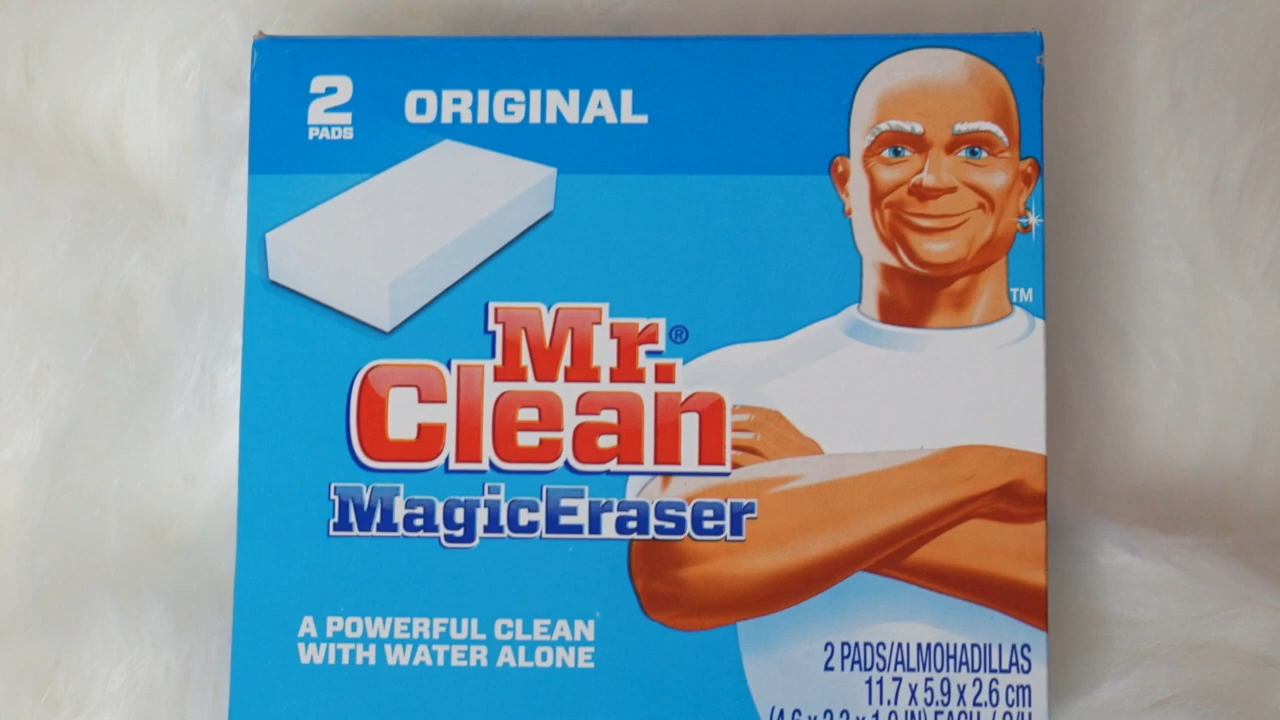 2
PADS
ORIGINAL
Mr.®
Clean
MagicEraser
TM
A POWERFUL CLEAN
WITH WATER ALONE
2 PADS/ALMOHADILLAS
11.7 x 5.9 x 2.6 cm